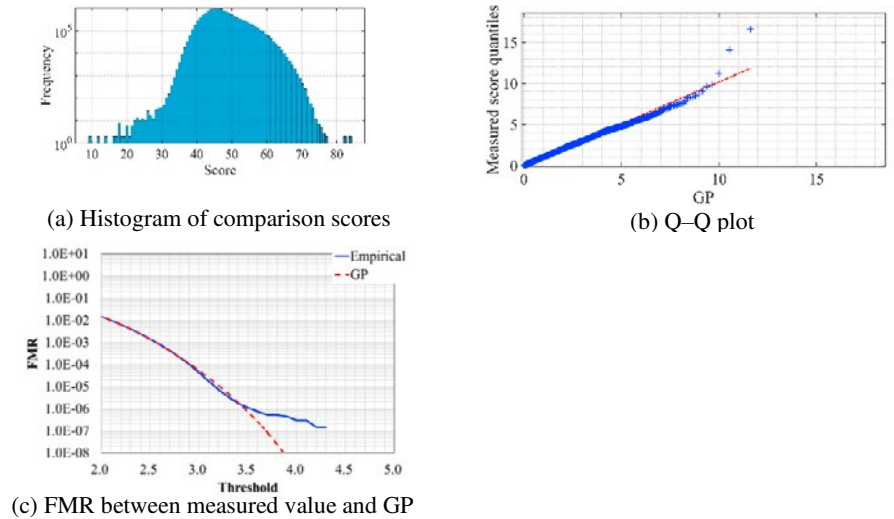 Frequency
10^5
10^0
10 20 30 40 50 60 70 80
Score
(a) Histogram of comparison scores
Measured score quantiles
15
10
5
0
0 5 10 15
GP
(b) Q–Q plot
Empirical
GP
FMR
1.0E+01
1.0E+00
1.0E-01
1.0E-02
1.0E-03
1.0E-04
1.0E-05
1.0E-06
1.0E-07
1.0E-08
2.0 2.5 3.0 3.5 4.0 4.5 5.0
Threshold
(c) FMR between measured value and GP